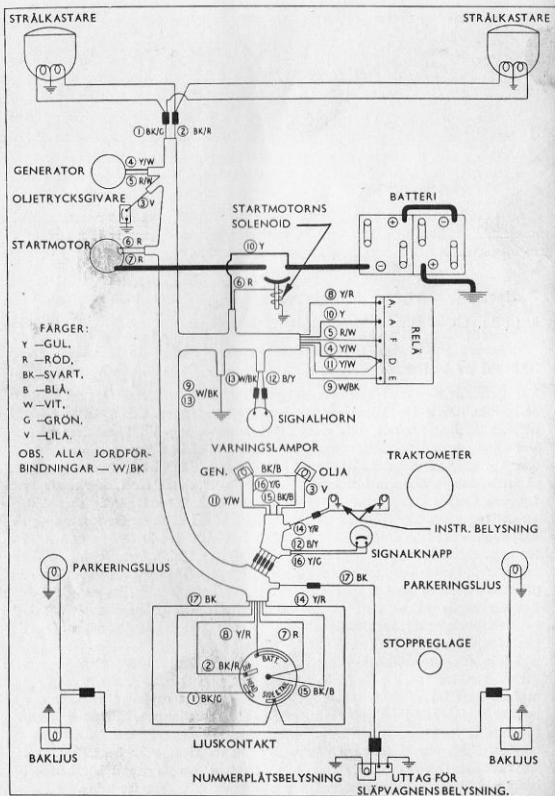 STRÅLKASTARE
STRÅLKASTARE
① BK/G ② BK/R
④ Y/W
GENERATOR
⑤ R/W
OLJETRYCKSGIVARE
③ V
STARTMOTORNS
SOLENOID
BATTERI
STARTMOTOR
⑥ R
⑦ R
⑩ Y
⑥ R
⑧ Y/R
A
⑩ Y
A
⑤ R/W
F
④ Y/W
D
⑪ Y/W
⑨ W/BK
E
RELÄ
FÄRGER:
Y —GUL,
R —RÖD,
BK—SVART,
B —BLÅ,
W —VIT,
G —GRÖN,
V —LILA.
OBS. ALLA JORDFÖR-
BINDNINGAR — W/BK
⑨
⑬ W/BK
⑬ W/BK ⑫ B/Y
SIGNALHORN
VARNINGSLAMPOR
GEN.
BK/B
OLJA
⑯ Y/G
⑮ BK/B
③ V
⑪ Y/W
TRAKTOMETER
⑭ Y/R
INSTR. BELYSNING
⑫ B/Y
SIGNALKNAPP
⑯ Y/G
PARKERINGSLJUS
PARKERINGSLJUS
⑰ BK
⑰ BK
⑭ Y/R
⑧ Y/R
⑦ R
BATT.
② BK/R
DIP
HEAD
SIDE & TAIL
⑮ BK/B
① BK/G
STOPPREGLAGE
LJUSKONTAKT
BAKLJUS
BAKLJUS
NUMMERPLÅTSBELYSNING
UTTAG FÖR
SLÄPVAGNENS BELYSNING.